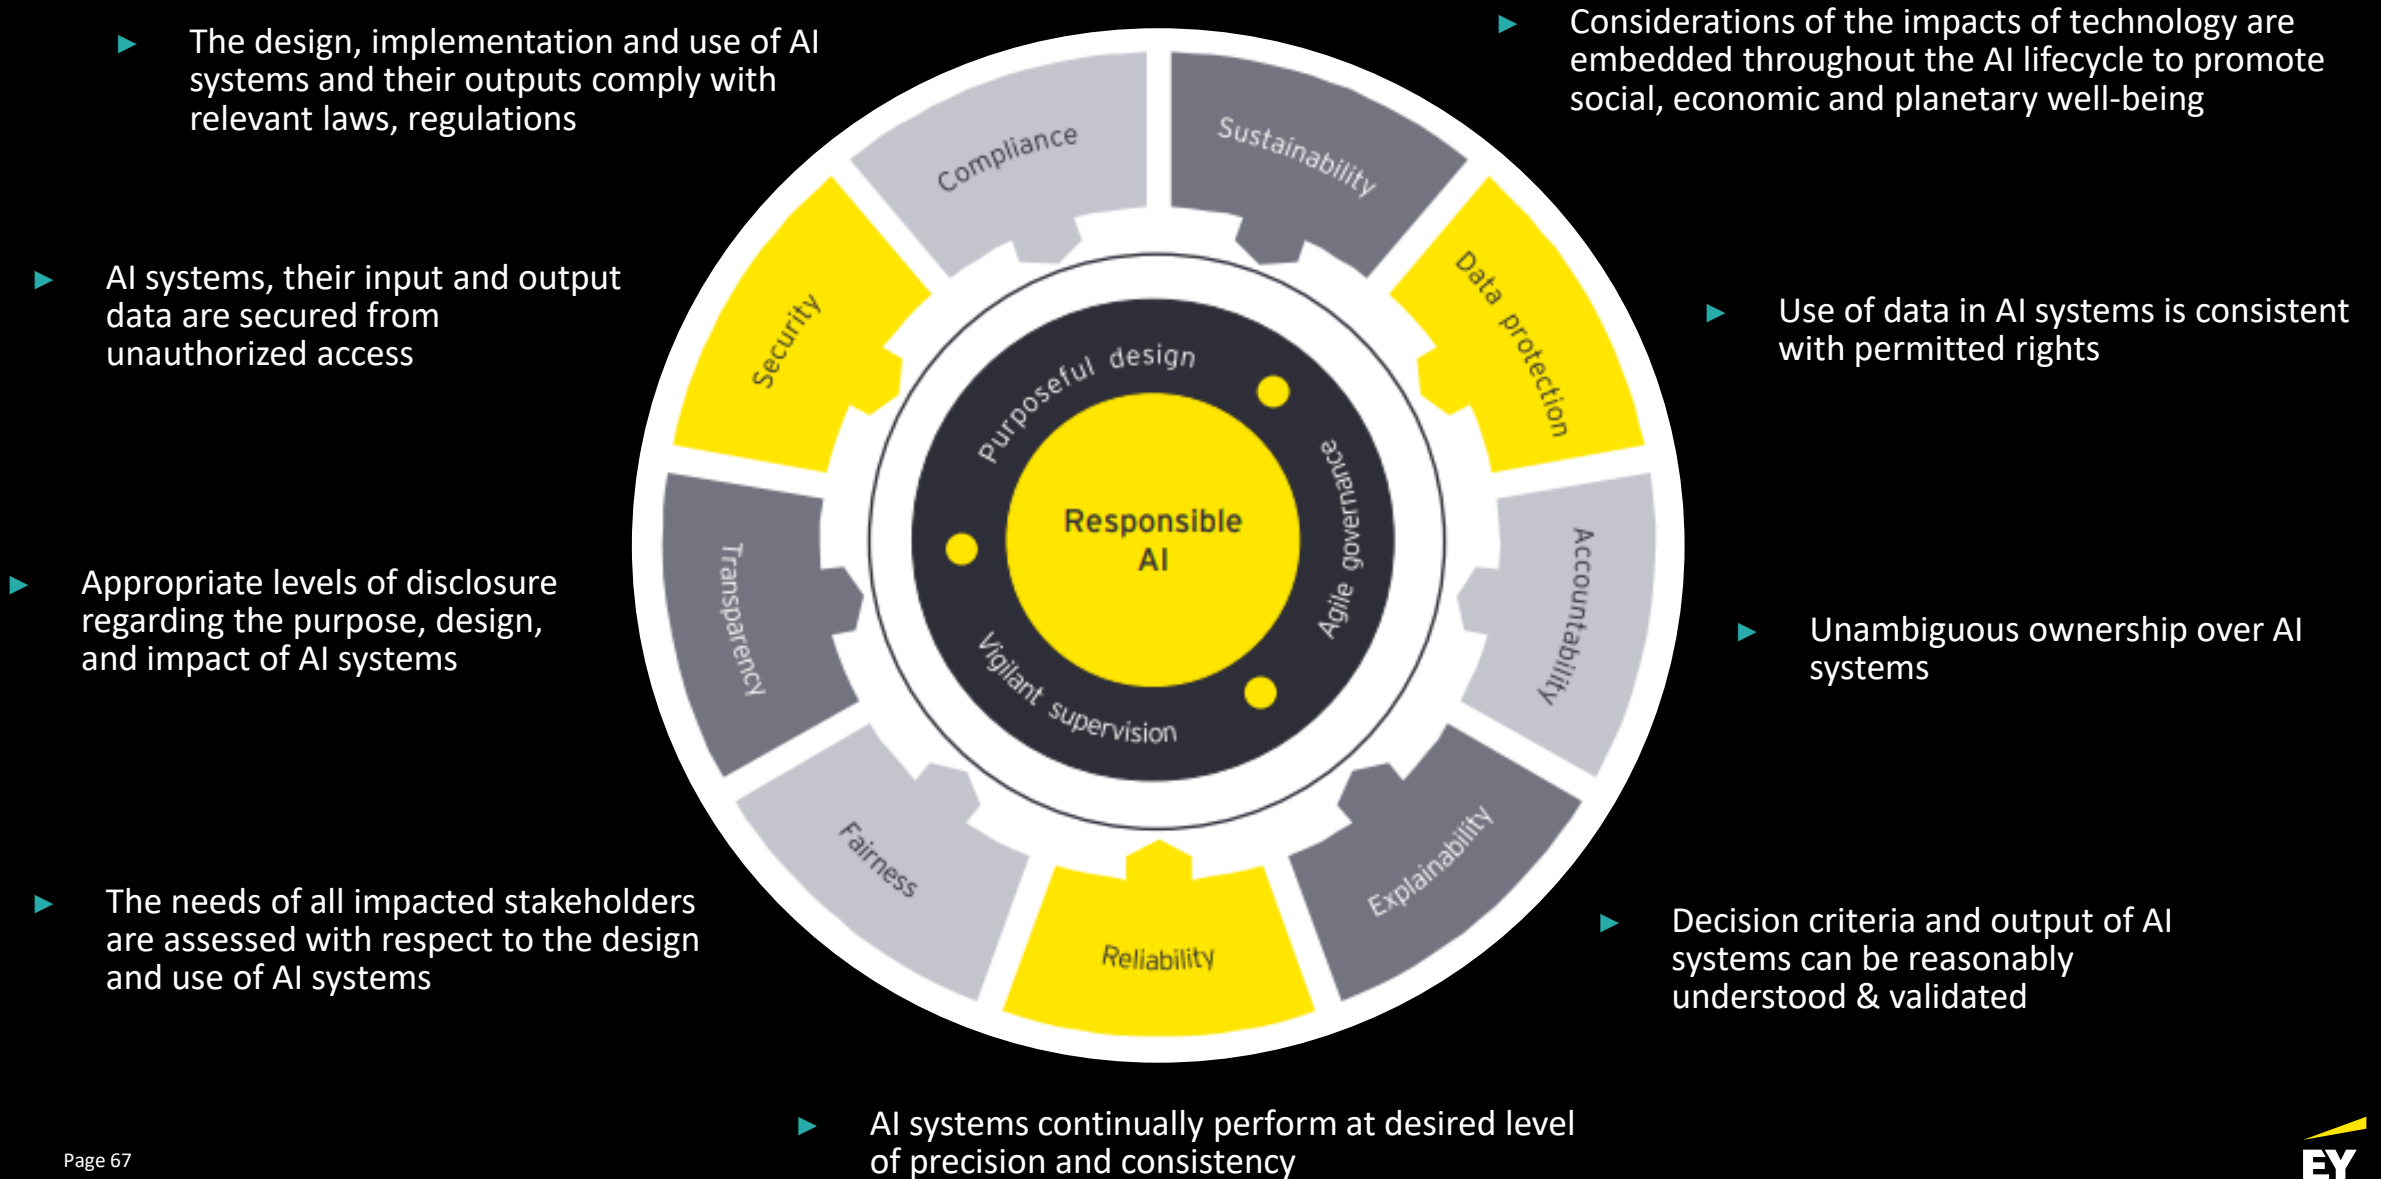 The design, implementation and use of AI
systems and their outputs comply with
relevant laws, regulations
Considerations of the impacts of technology are
embedded throughout the AI lifecycle to promote
social, economic and planetary well-being
AI systems, their input and output
data are secured from
unauthorized access
Use of data in AI systems is consistent
with permitted rights
Appropriate levels of disclosure
regarding the purpose, design,
and impact of AI systems
Unambiguous ownership over AI
systems
The needs of all impacted stakeholders
are assessed with respect to the design
and use of AI systems
Decision criteria and output of AI
systems can be reasonably
understood & validated
AI systems continually perform at desired level
of precision and consistency
Compliance
Sustainability
Data protection
Accountability
Explainability
Reliability
Fairness
Transparency
Security
Purposeful design
Agile governance
Vigilant supervision
Responsible
AI
Page 67
EY